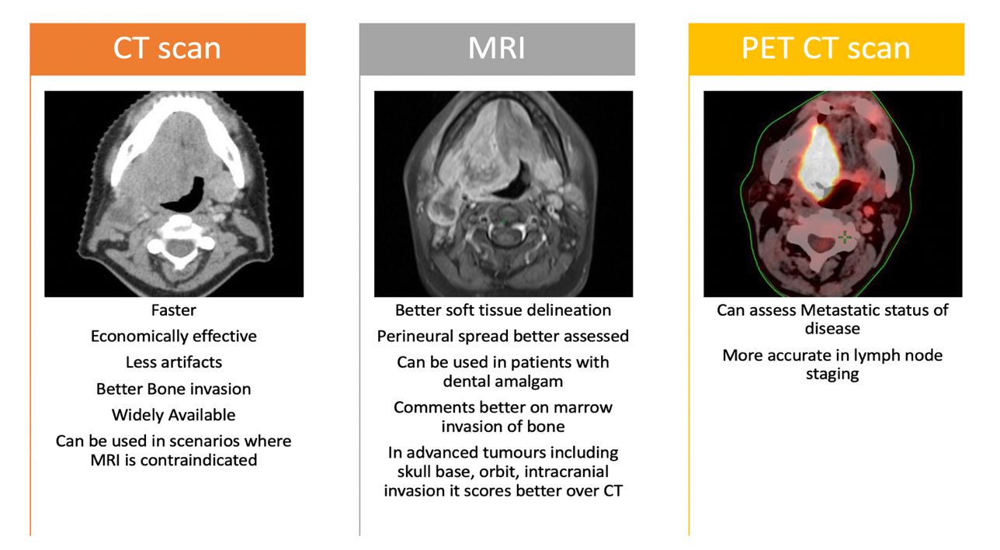 CT scan
Faster
Economically effective
Less artifacts
Better Bone invasion
Widely Available
Can be used in scenarios where
MRI is contraindicated
MRI
Better soft tissue delineation
Perineural spread better assessed
Can be used in patients with
dental amalgam
Comments better on marrow
invasion of bone
In advanced tumours including
skull base, orbit, intracranial
invasion it scores better over CT
PET CT scan
Can assess Metastatic status of
disease
More accurate in lymph node
staging